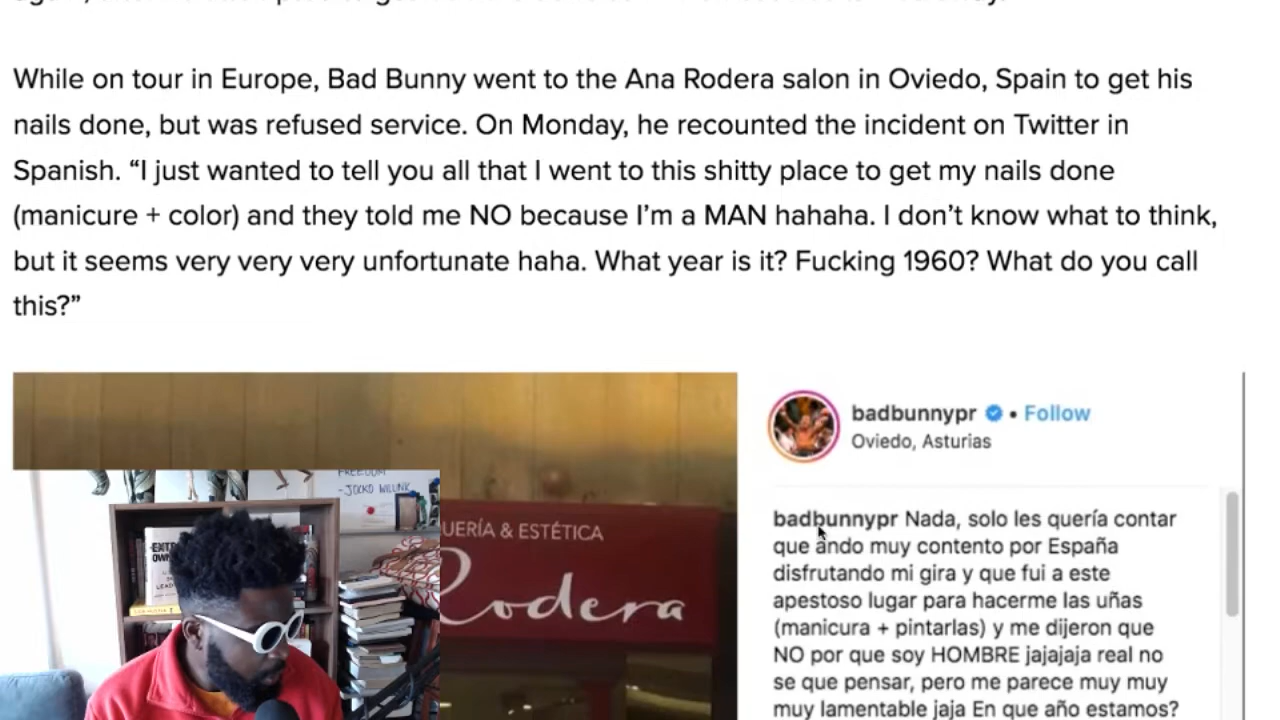 While on tour in Europe, Bad Bunny went to the Ana Rodera salon in Oviedo, Spain to get his
nails done, but was refused service. On Monday, he recounted the incident on Twitter in
Spanish. “I just wanted to tell you all that I went to this shitty place to get my nails done
(manicure + color) and they told me NO because I’m a MAN hahaha. I don’t know what to think,
but it seems very very very unfortunate haha. What year is it? Fucking 1960? What do you call
this?”
badbunnypr • Follow
Oviedo, Asturias
badbunnypr Nada, solo les quería contar
que ando muy contento por España
disfrutando mi gira y que fui a este
apestoso lugar para hacerme las uñas
(manicura + pintarlas) y me dijeron que
NO por que soy HOMBRE jajajaja real no
se que pensar, pero me parece muy muy
muy lamentable jaja En que año estamos?
UERÍA & ESTÉTICA
Rodera
FREEDOM
-JOCKO WILLINK